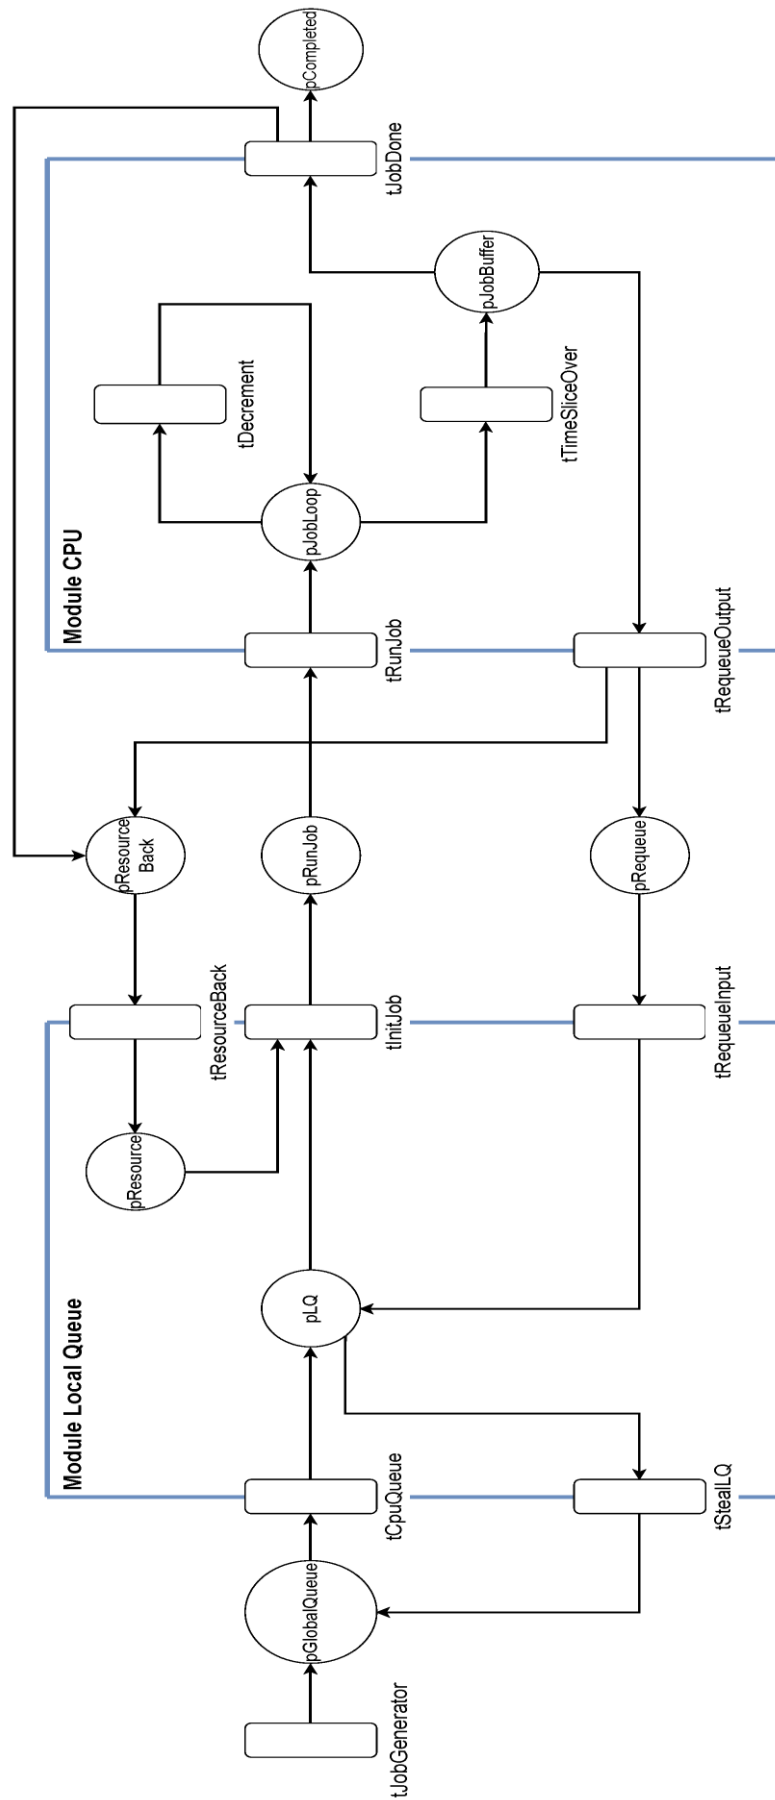 Module Local Queue
Module CPU
tJobGenerator
pGlobalQueue
tCpuQueue
tStealLQ
pLQ
pResource
tResourceBack
tInitJob
tRequeueInput
pResource
Back
pRunJob
pRequeue
tRunJob
tRequeueOutput
pJobLoop
tDecrement
tTimeSliceOver
pJobBuffer
tJobDone
pCompleted